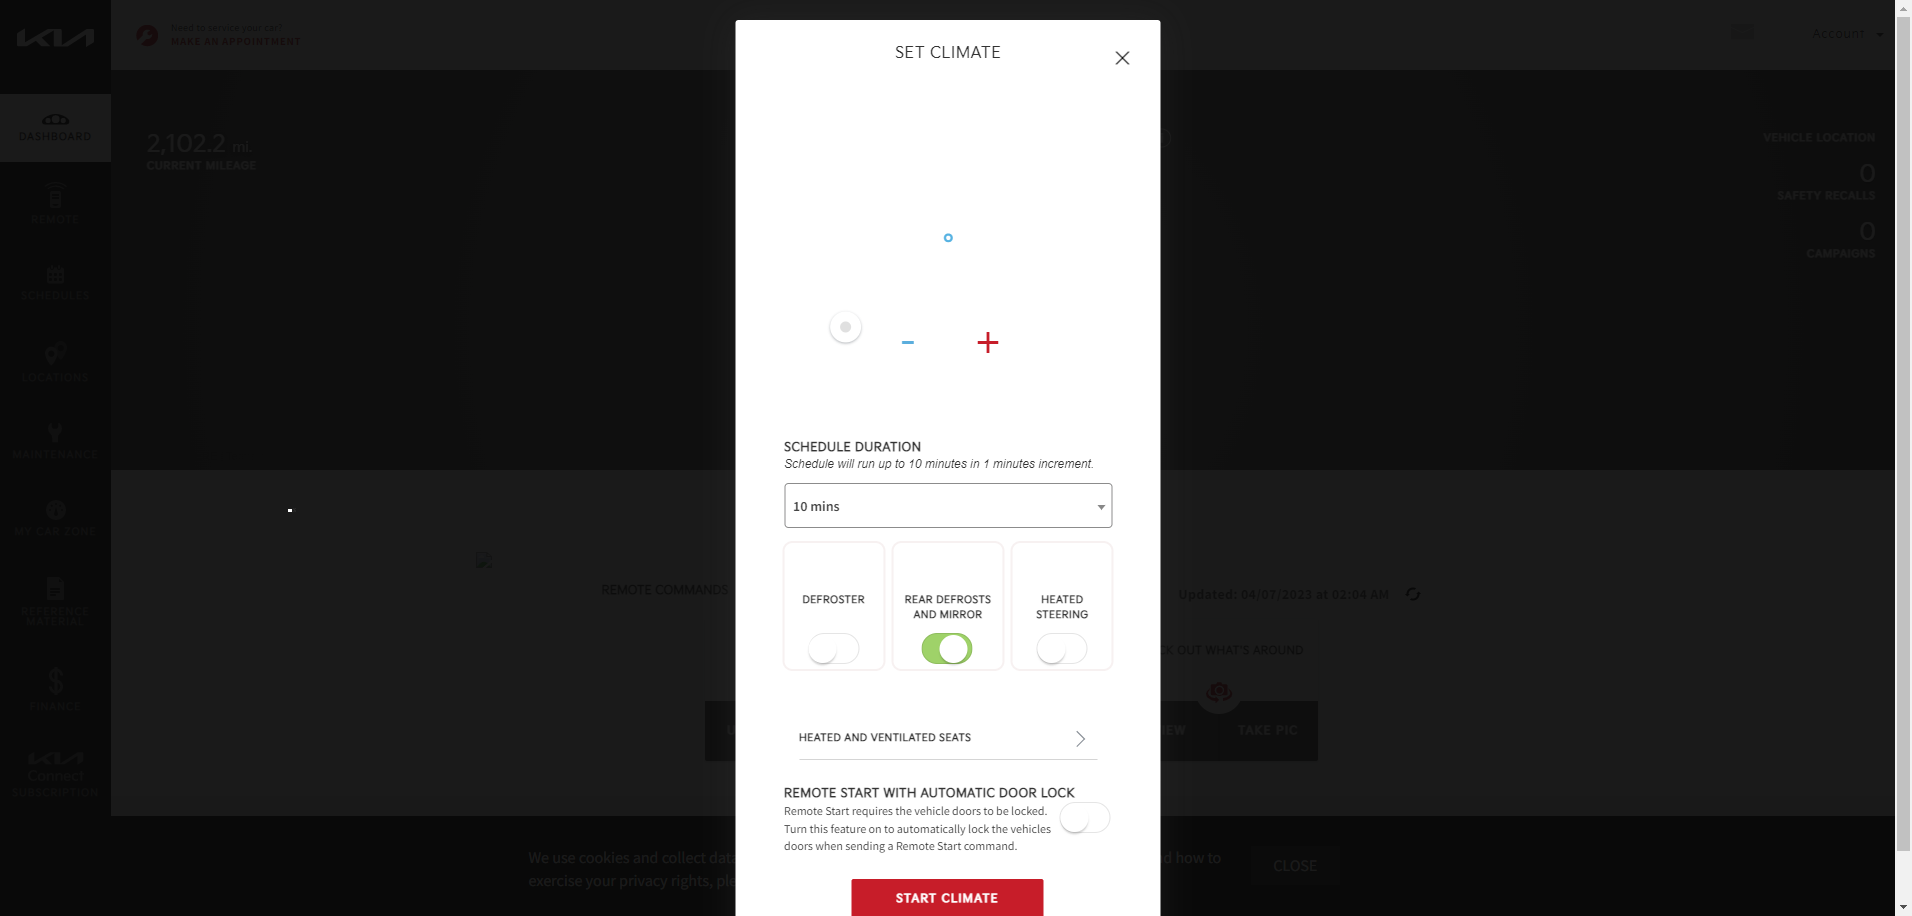 KIA
Need to service your car?
MAKE AN APPOINTMENT
Account
SET CLIMATE
DASHBOARD
2,102.2 mi.
CURRENT MILEAGE
VEHICLE LOCATION
0
SAFETY RECALLS
0
CAMPAIGNS
REMOTE
SCHEDULES
LOCATIONS
MAINTENANCE
MY CAR ZONE
REFERENCE
MATERIAL
FINANCE
KIA
Connect
SUBSCRIPTION
SCHEDULE DURATION
Schedule will run up to 10 minutes in 1 minutes increment.
10 mins
DEFROSTER
REAR DEFROSTS
AND MIRROR
HEATED
STEERING
REMOTE COMMANDS
Updated: 04/07/2023 at 02:04 AM
OUT WHAT'S AROUND
TAKE PIC
HEATED AND VENTILATED SEATS
REMOTE START WITH AUTOMATIC DOOR LOCK
Remote Start requires the vehicle doors to be locked.
Turn this feature on to automatically lock the vehicles
doors when sending a Remote Start command.
START CLIMATE
We use cookies and collect
how to
exercise your privacy rights,
CLOSE